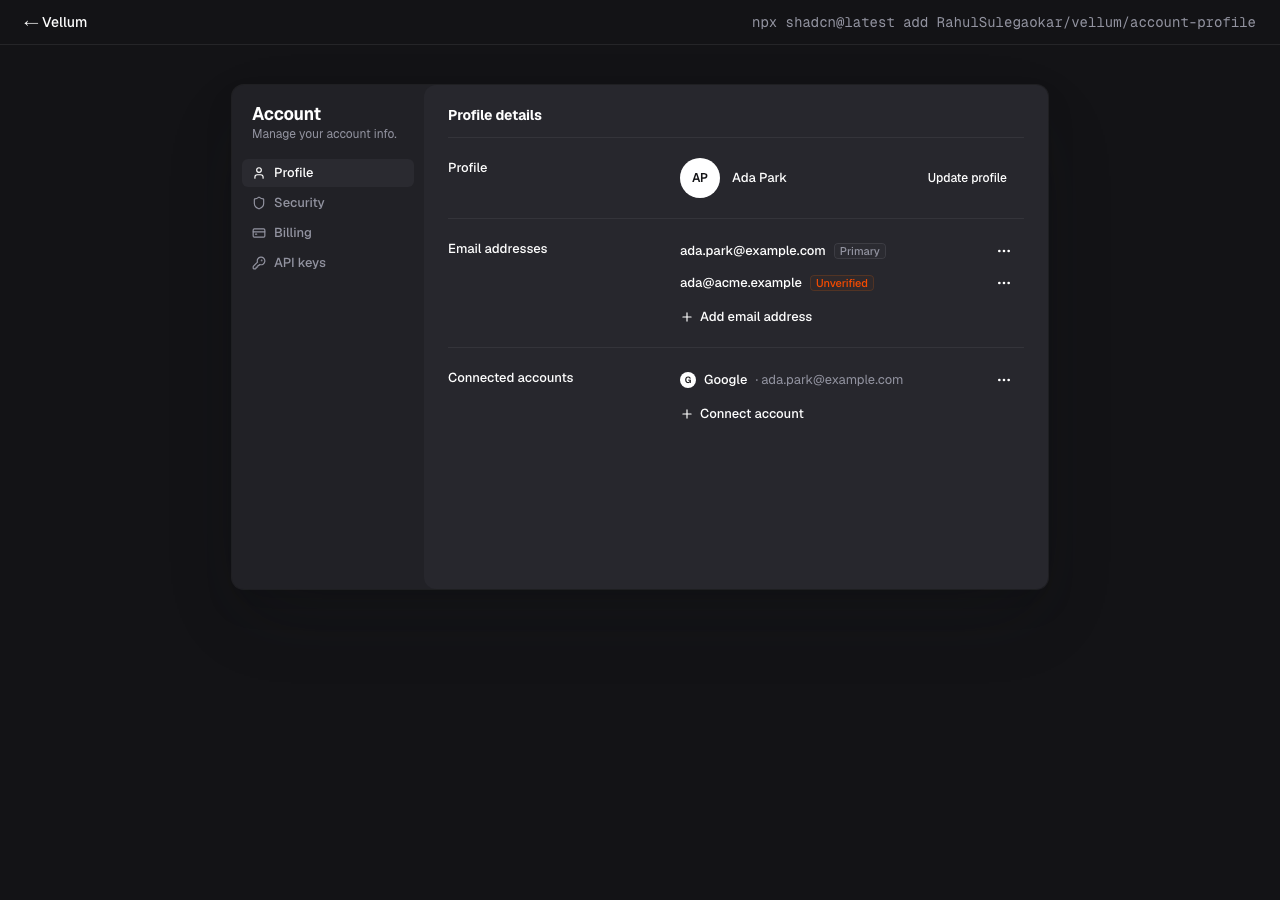 ← Vellum
npx shadcn@latest add RahulSulegaokar/vellum/account-profile
Account
Manage your account info.
Profile
Security
Billing
API keys
Profile details
Profile
AP Ada Park Update profile
Email addresses
ada.park@example.com Primary
ada@acme.example Unverified
Add email address
Connected accounts
G Google · ada.park@example.com
Connect account